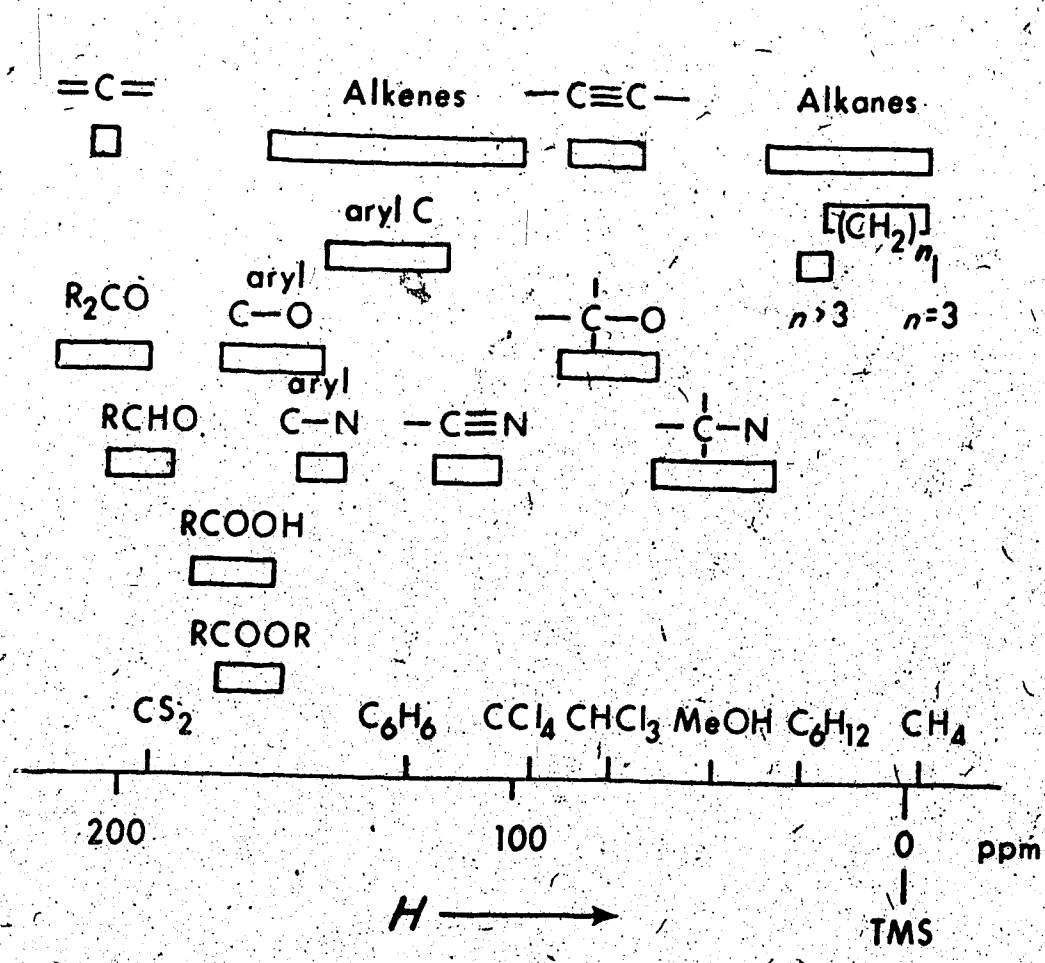 =C=
Alkenes
—C≡C—
Alkanes
aryl C
[(CH₂)ₙ]
R₂CO
aryl
C—O
—C—O
n>3
n=3
RCHO
aryl
C—N
—C≡N
—C—N
RCOOH
RCOOR
CS₂
C₆H₆
CCl₄
CHCl₃
MeOH
C₆H₁₂
CH₄
200
100
0
ppm
H →
TMS